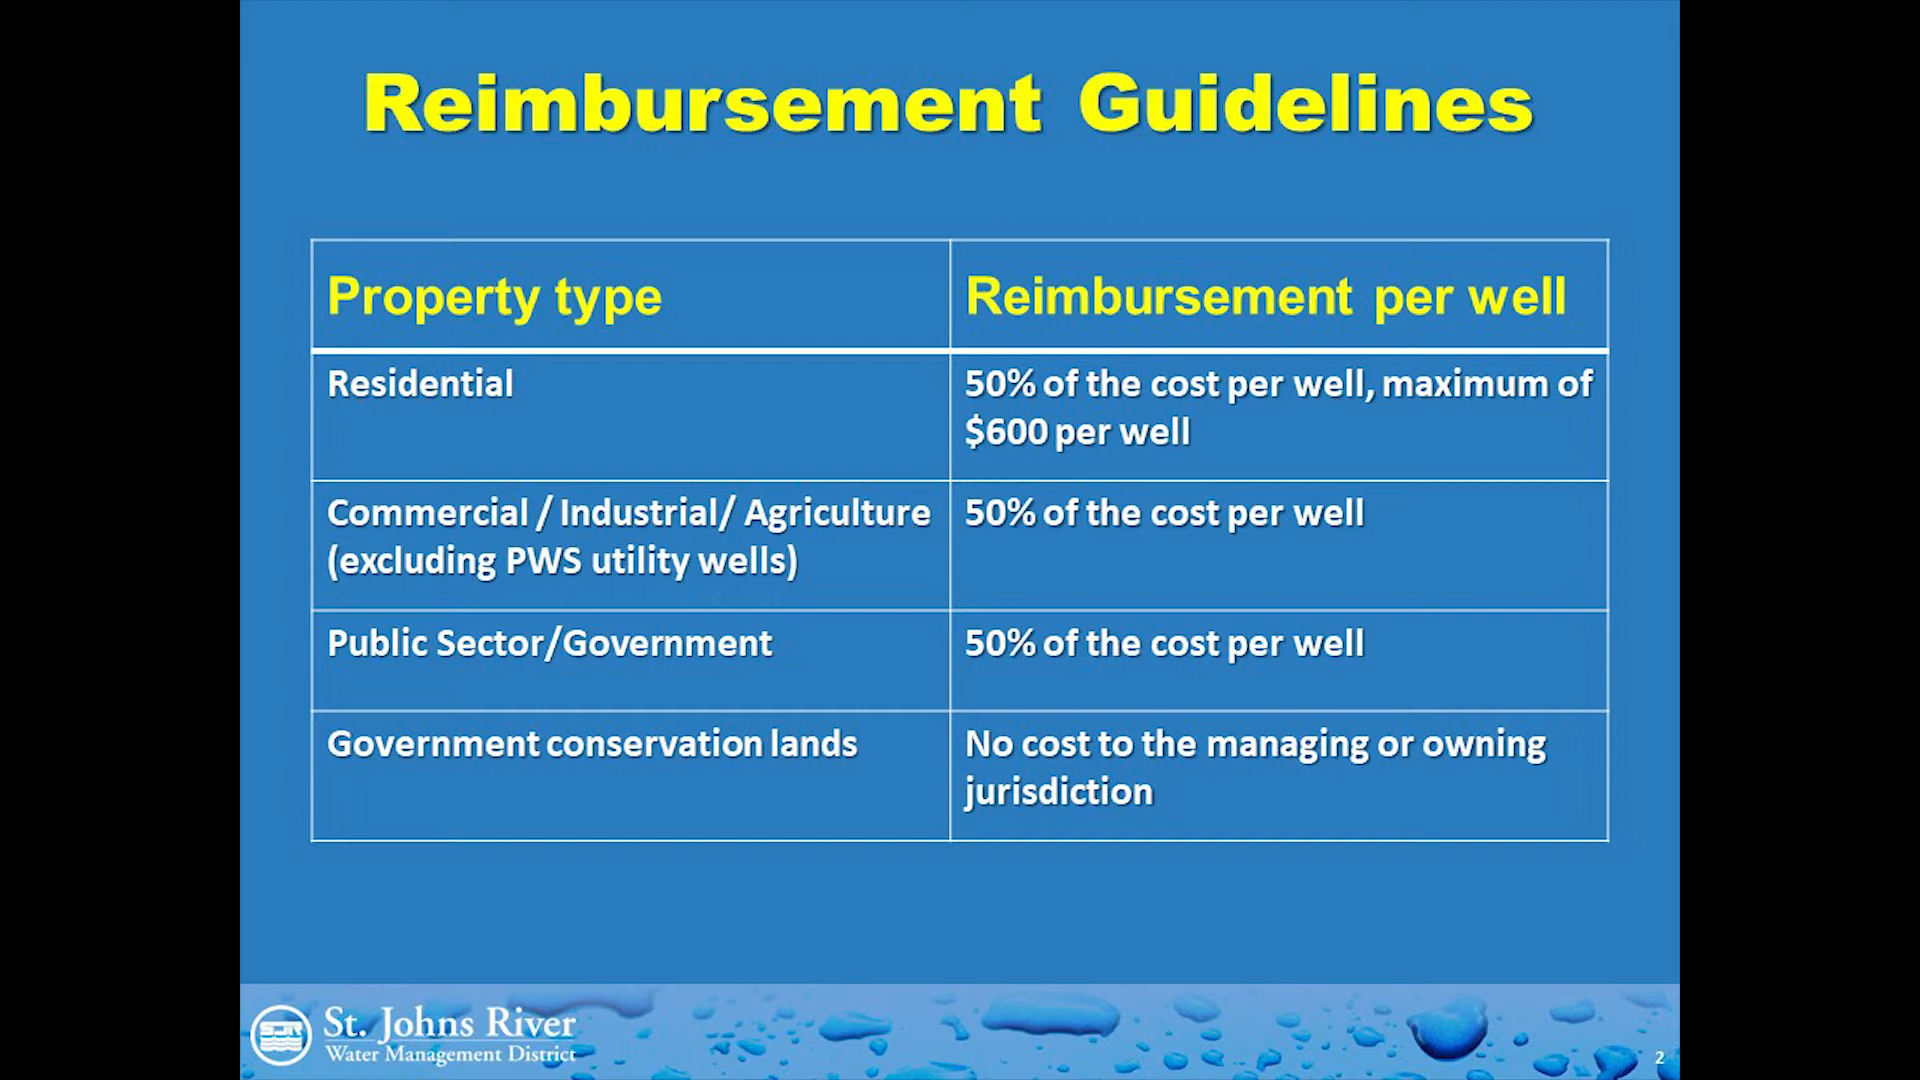 Reimbursement Guidelines
Property type
Reimbursement per well
Residential
50% of the cost per well, maximum of
$600 per well
Commercial / Industrial/ Agriculture
(excluding PWS utility wells)
50% of the cost per well
Public Sector/Government
50% of the cost per well
Government conservation lands
No cost to the managing or owning
jurisdiction
SJR
St. Johns River
Water Management District
2